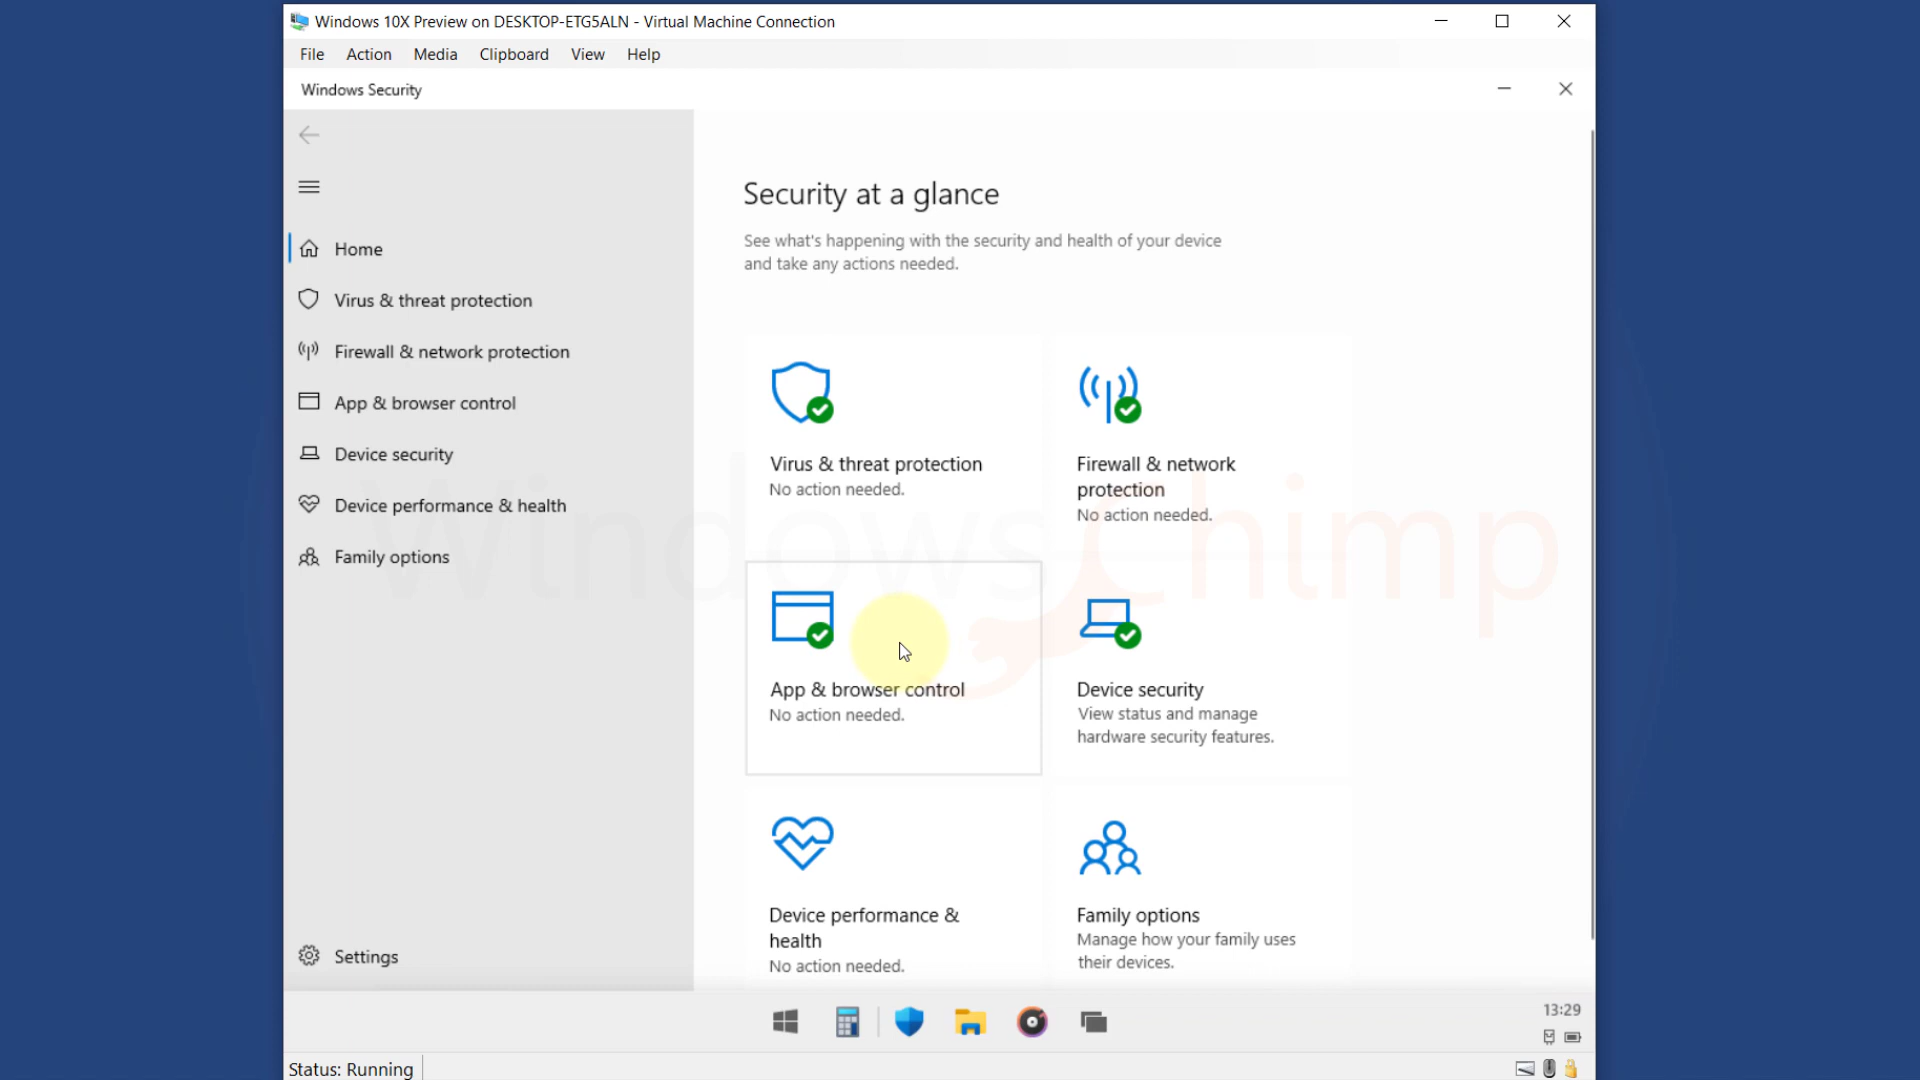 Windows 10X Preview on DESKTOP-ETG5ALN - Virtual Machine Connection
File Action Media Clipboard View Help
Windows Security
Home
Virus & threat protection
Firewall & network protection
App & browser control
Device security
Device performance & health
Family options
Settings
Security at a glance
See what's happening with the security and health of your device
and take any actions needed.
Virus & threat protection
No action needed.
Firewall & network
protection
No action needed.
App & browser control
No action needed.
Device security
View status and manage
hardware security features.
Device performance &
health
No action needed.
Family options
Manage how your family uses
their devices.
WindowsChimp
13:29
Status: Running